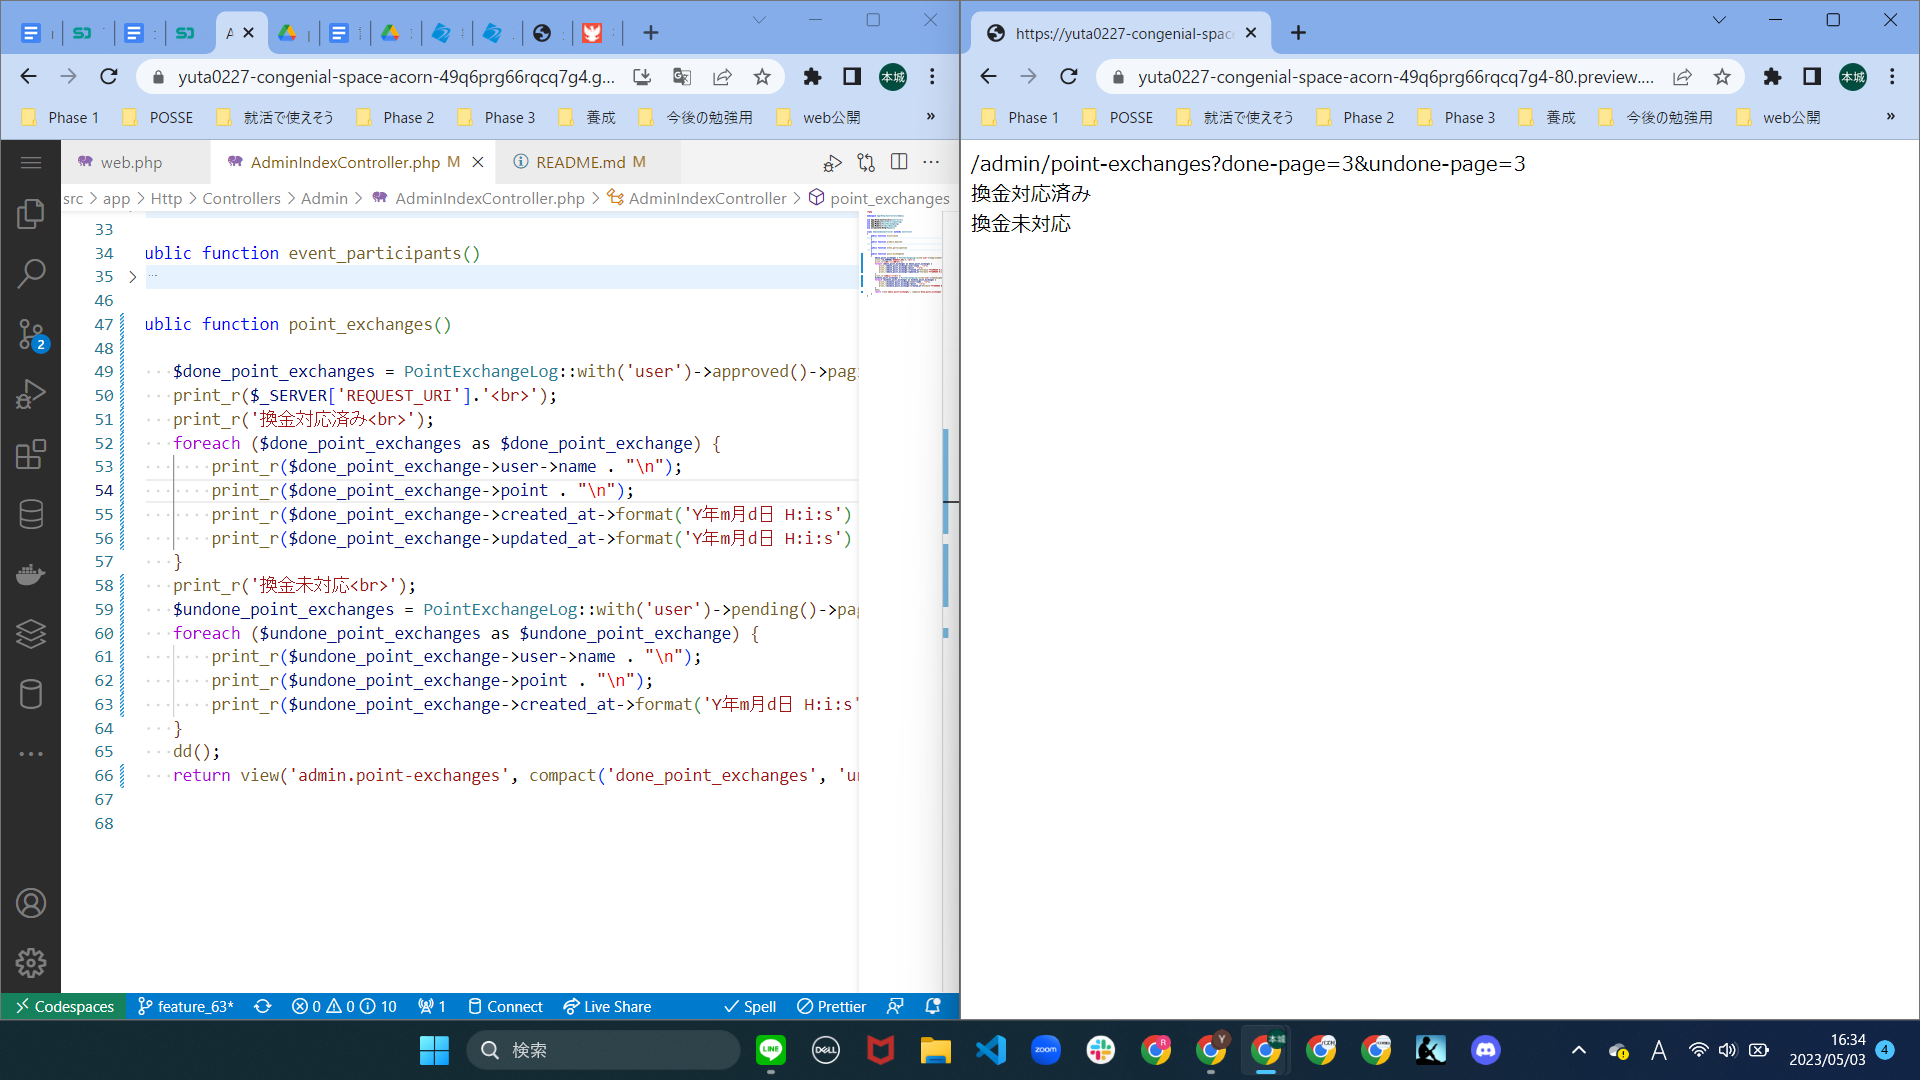 yuta0227-congenial-space-acorn-49q6prg66rqcq7g4.g...
本城
Phase 1
POSSE
就活で使えそう
Phase 2
Phase 3
養成
今後の勉強用
web公開
»
web.php
AdminIndexController.php M
README.md M
src > app > Http > Controllers > Admin > AdminIndexController.php > AdminIndexController > point_exchanges
33
34 ublic function event_participants()
35 ...
46
47 ublic function point_exchanges()
48
49 $done_point_exchanges = PointExchangeLog::with('user')->approved()->pag
50 print_r($_SERVER['REQUEST_URI'].'<br>');
51 print_r('換金対応済み<br>');
52 foreach ($done_point_exchanges as $done_point_exchange) {
53 print_r($done_point_exchange->user->name . "\n");
54 print_r($done_point_exchange->point . "\n");
55 print_r($done_point_exchange->created_at->format('Y年m月d日 H:i:s')
56 print_r($done_point_exchange->updated_at->format('Y年m月d日 H:i:s')
57 }
58 print_r('換金未対応<br>');
59 $undone_point_exchanges = PointExchangeLog::with('user')->pending()->pa
60 foreach ($undone_point_exchanges as $undone_point_exchange) {
61 print_r($undone_point_exchange->user->name . "\n");
62 print_r($undone_point_exchange->point . "\n");
63 print_r($undone_point_exchange->created_at->format('Y年m月d日 H:i:s'
64 }
65 dd();
66 return view('admin.point-exchanges', compact('done_point_exchanges', 'u
67
68
2
Codespaces
feature_63*
0 0 10
1
Connect
Live Share
Spell
Prettier
https://yuta0227-congenial-spac
yuta0227-congenial-space-acorn-49q6prg66rqcq7g4-80.preview....
本城
Phase 1
POSSE
就活で使えそう
Phase 2
Phase 3
養成
今後の勉強用
web公開
»
/admin/point-exchanges?done-page=3&undone-page=3
換金対応済み
換金未対応
検索
LINE
DELL
zoom
R
Y
本城
A
16:34
2023/05/03
4